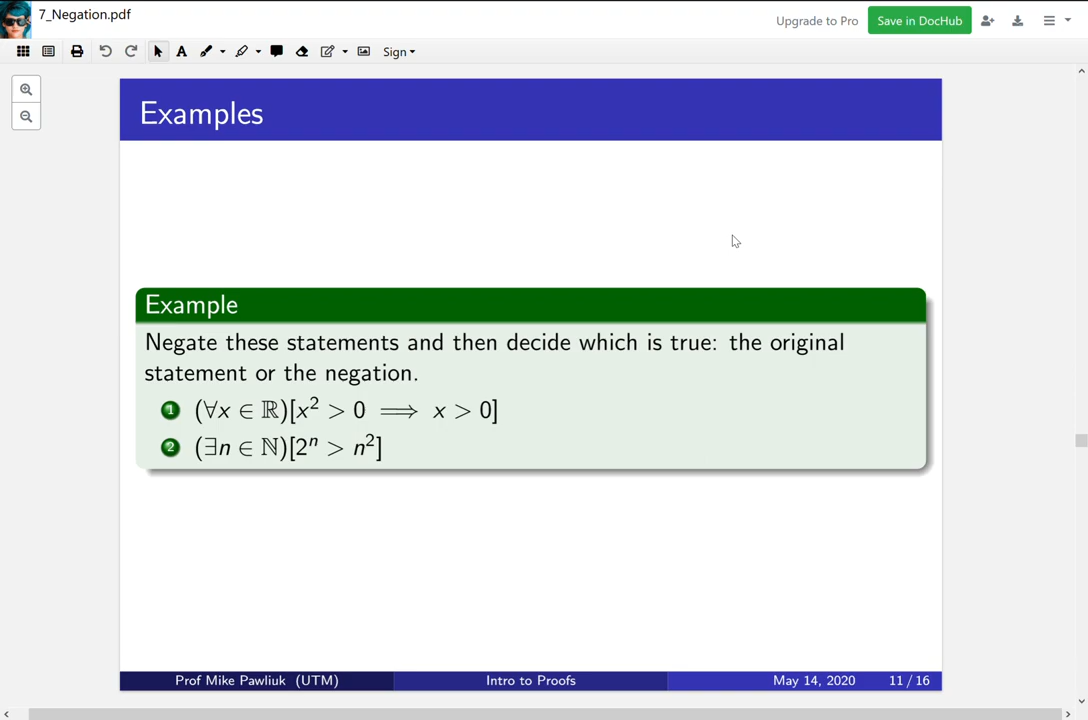 7_Negation.pdf
Upgrade to Pro
Save in DocHub
A
Sign
Examples
Example
Negate these statements and then decide which is true: the original
statement or the negation.
1 (∀x ∈ ℝ)[x² > 0 ⟹ x > 0]
2 (∃n ∈ ℕ)[2ⁿ > n²]
Prof Mike Pawliuk (UTM) Intro to Proofs May 14, 2020 11 / 16